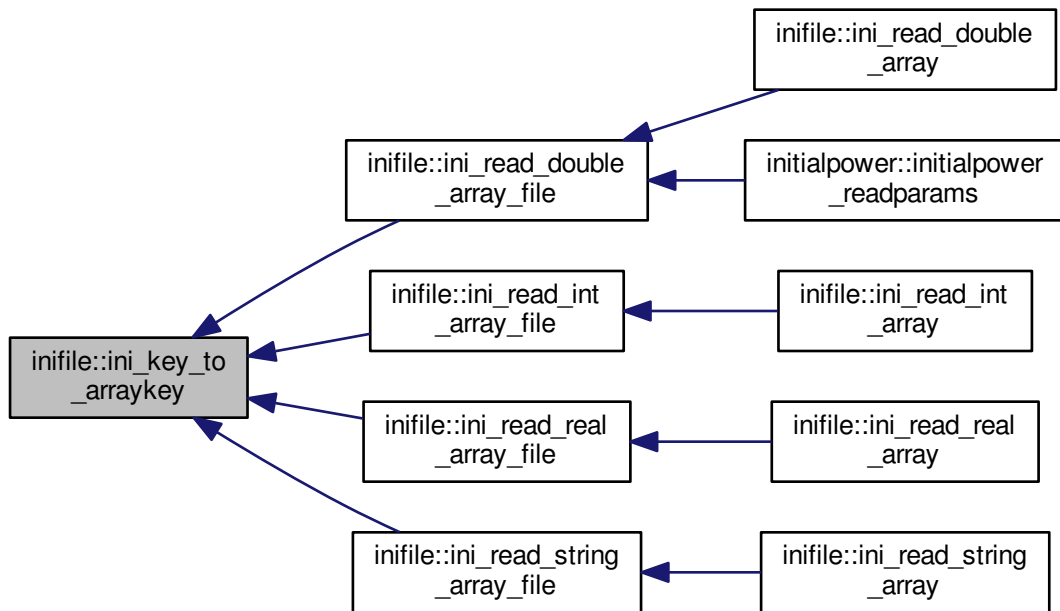 inifile::ini_read_double
_array
inifile::ini_read_double
_array_file
initialpower::initialpower
_readparams
inifile::ini_read_int
_array_file
inifile::ini_read_int
_array
inifile::ini_key_to
_arraykey
inifile::ini_read_real
_array_file
inifile::ini_read_real
_array
inifile::ini_read_string
_array_file
inifile::ini_read_string
_array